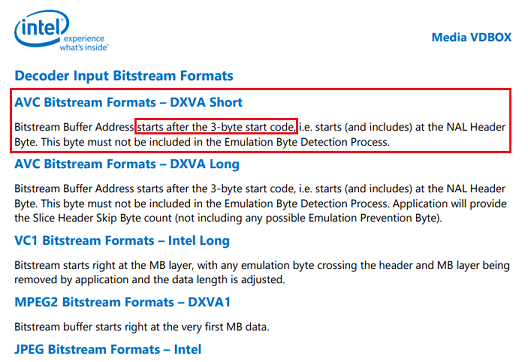 intel
experience
what's inside™
Media VDBOX
Decoder Input Bitstream Formats
AVC Bitstream Formats – DXVA Short
Bitstream Buffer Address starts after the 3-byte start code, i.e. starts (and includes) at the NAL Header
Byte. This byte must not be included in the Emulation Byte Detection Process.
AVC Bitstream Formats – DXVA Long
Bitstream Buffer Address starts after the 3-byte start code, i.e. starts (and includes) at the NAL Header
Byte. This byte must not be included in the Emulation Byte Detection Process. Application will provide
the Slice Header Skip Byte count (not including any possible Emulation Prevention Byte).
VC1 Bitstream Formats – Intel Long
Bitstream starts right at the MB layer, with any emulation byte crossing the header and MB layer being
removed by application and the data length is adjusted.
MPEG2 Bitstream Formats – DXVA1
Bitstream buffer starts right at the very first MB data.
JPEG Bitstream Formats – Intel